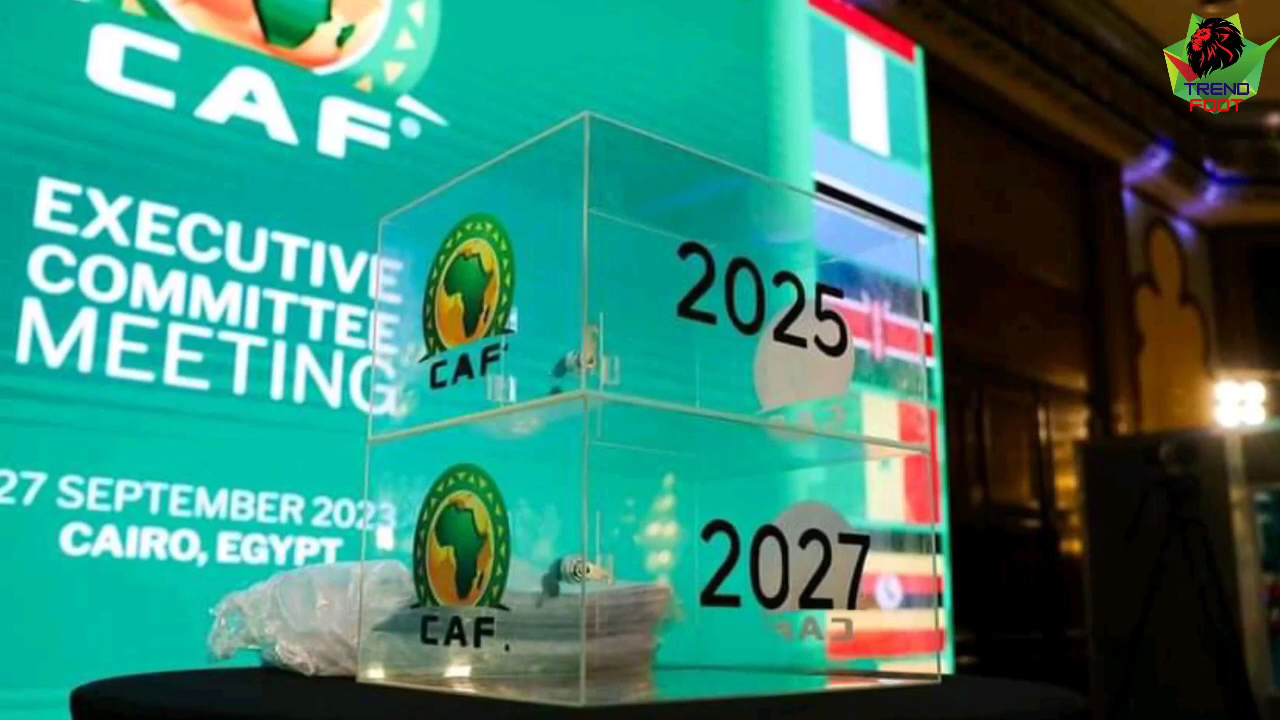 CAF
EXECUTIVE
COMMITTEE
MEETING
27 SEPTEMBER 2023
CAIRO, EGYPT
CAF
2025
CAF
2027
CAF
TREND
FOOT